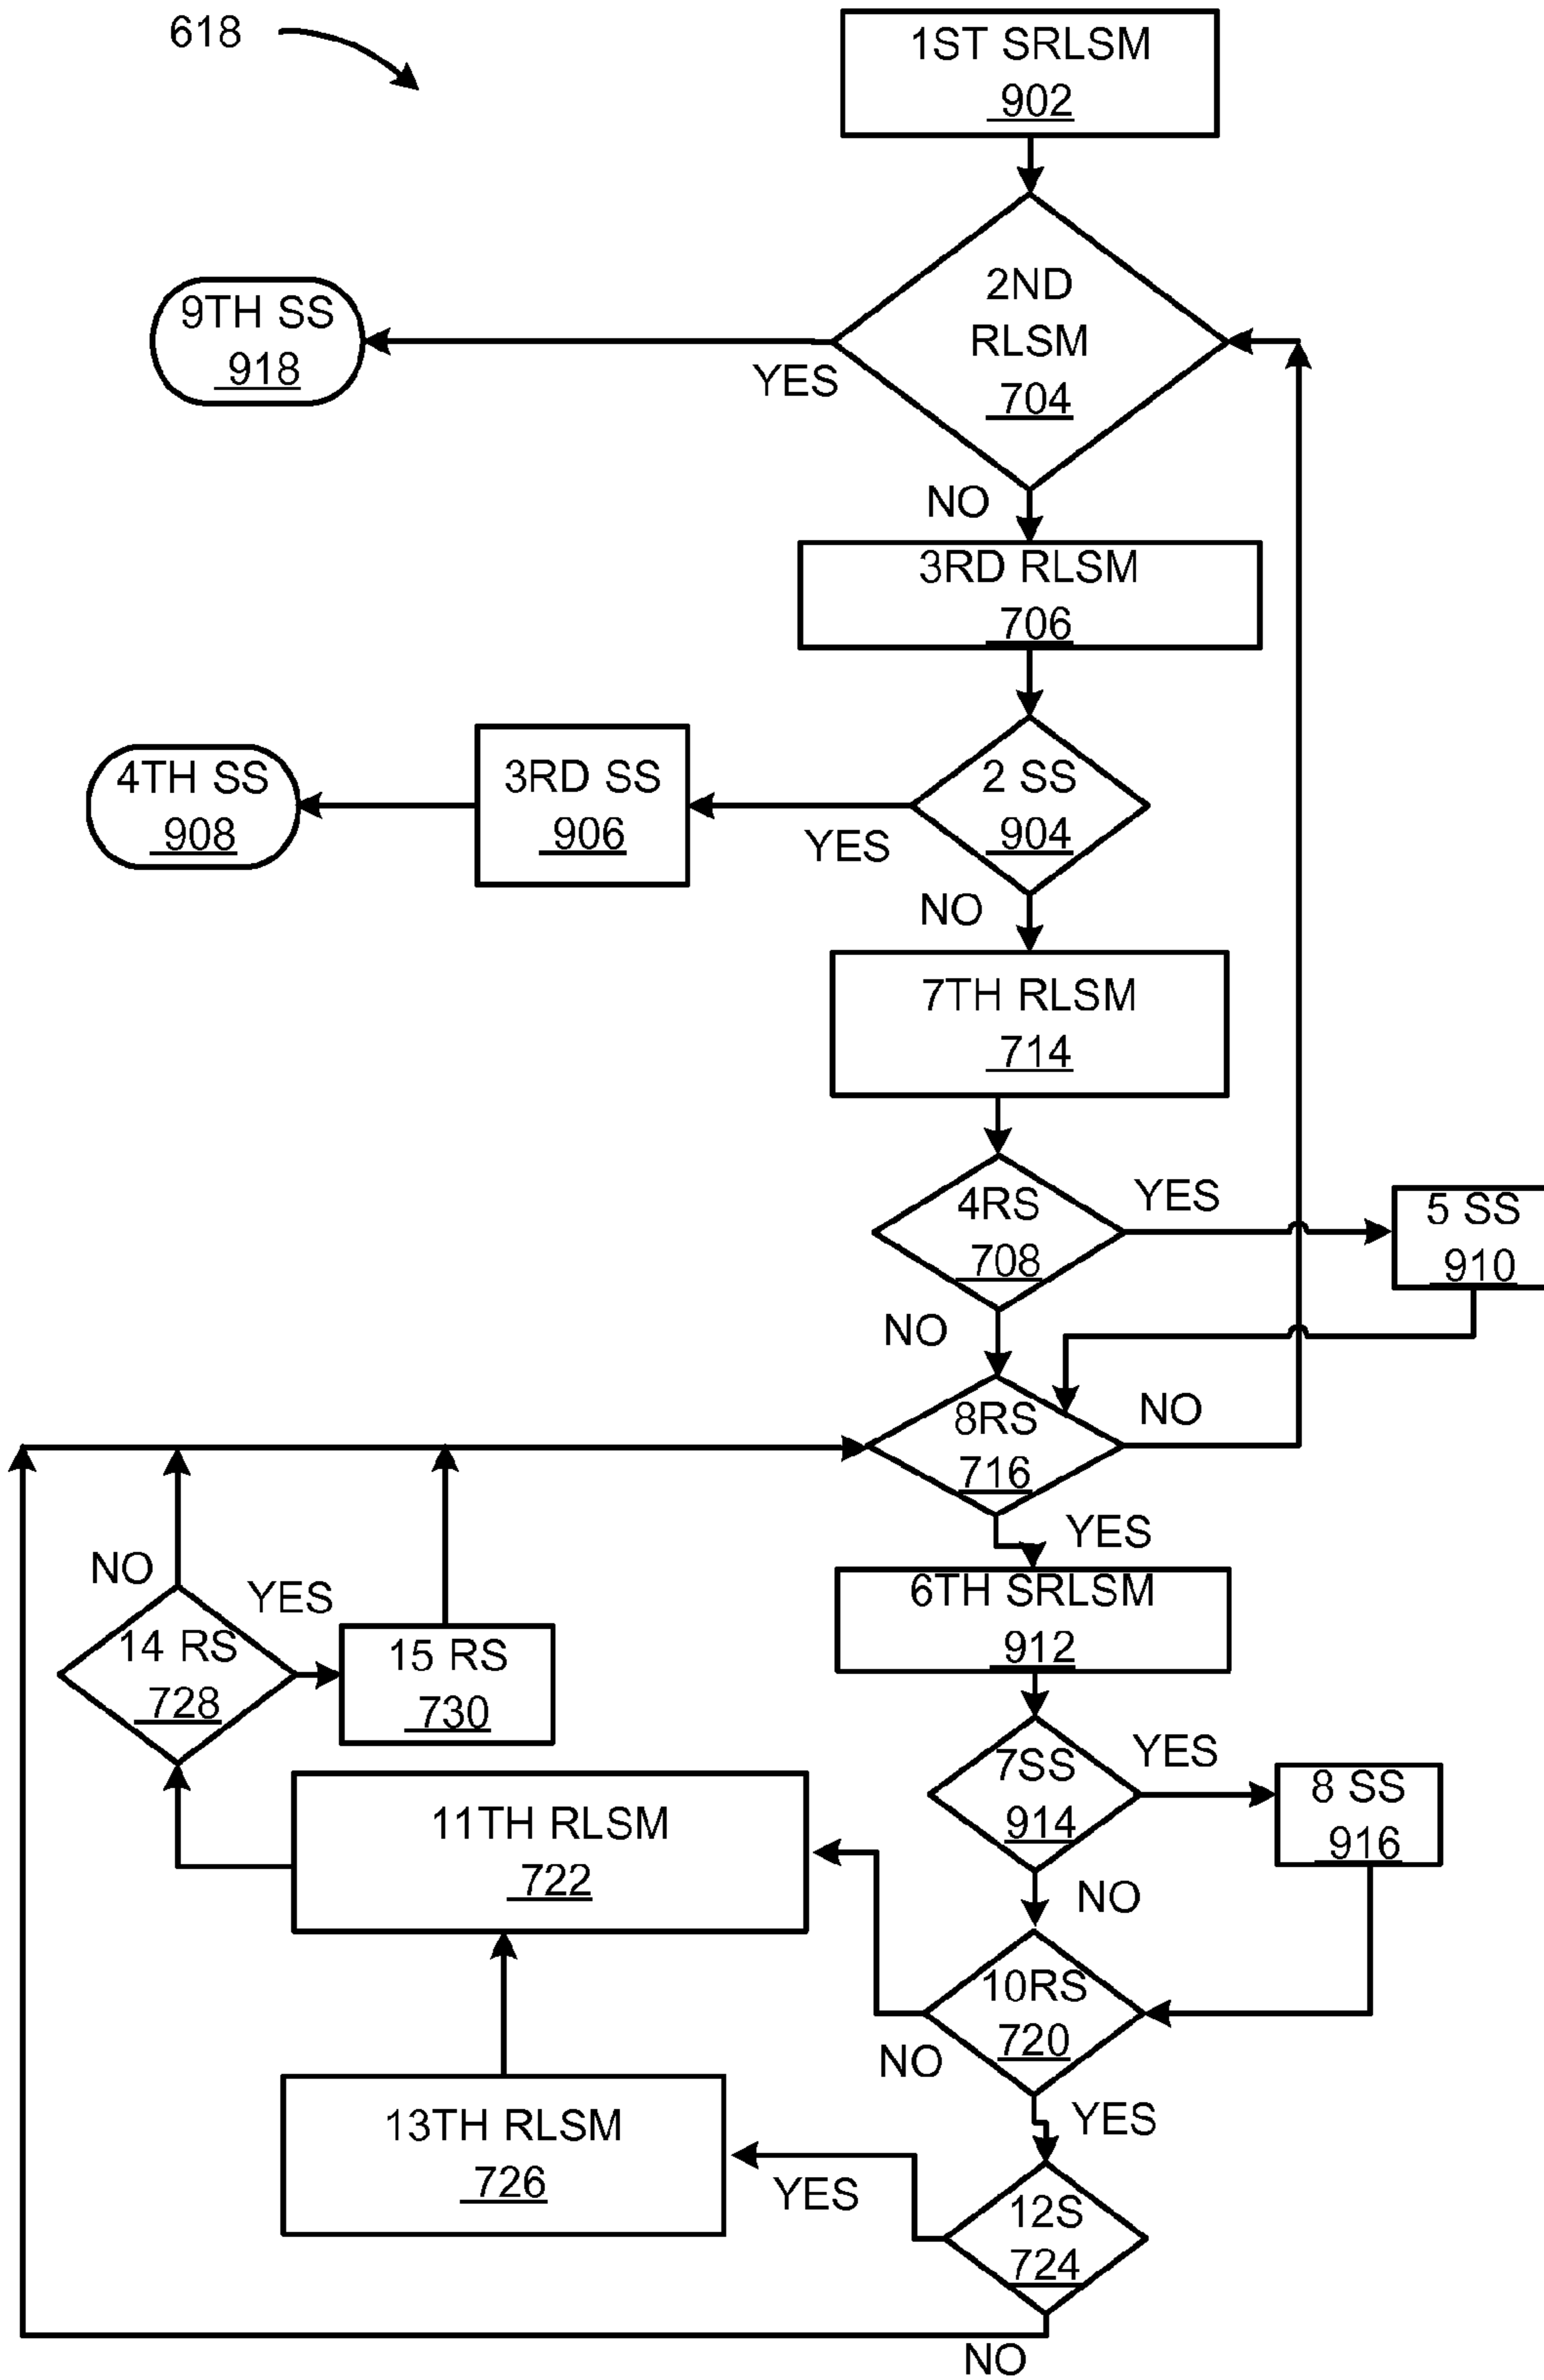 618
1ST SRLSM
902
2ND
RLSM
704
9TH SS
918
YES
NO
3RD RLSM
706
2 SS
904
YES
3RD SS
906
4TH SS
908
NO
7TH RLSM
714
4RS
708
YES
5 SS
910
NO
8RS
716
NO
YES
6TH SRLSM
912
NO
14 RS
728
YES
15 RS
730
7SS
914
YES
8 SS
916
NO
11TH RLSM
722
10RS
720
NO
YES
13TH RLSM
726
YES
12S
724
NO